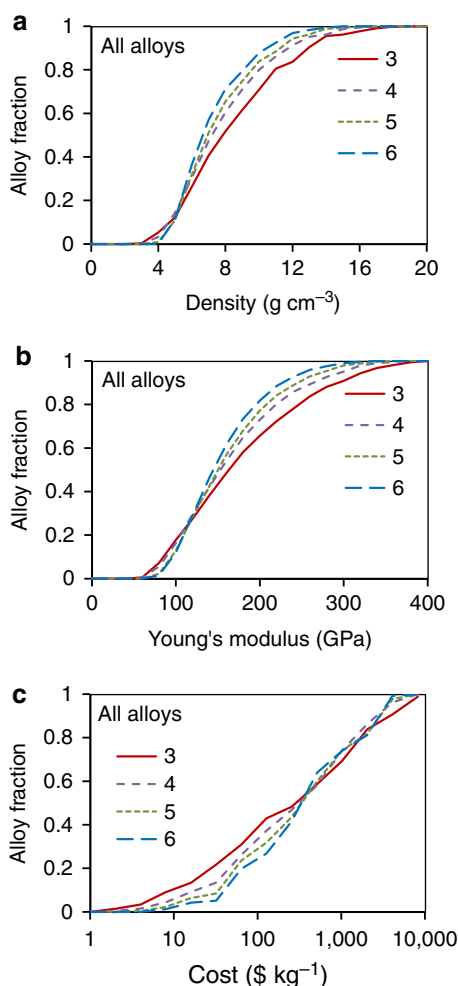 a
All alloys
3
4
5
6
Alloy fraction
1
0.8
0.6
0.4
0.2
0
0 4 8 12 16 20
Density (g cm⁻³)
b
All alloys
3
4
5
6
Alloy fraction
1
0.8
0.6
0.4
0.2
0
0 100 200 300 400
Young's modulus (GPa)
c
All alloys
3
4
5
6
Alloy fraction
1
0.8
0.6
0.4
0.2
0
1 10 100 1,000 10,000
Cost ($ kg⁻¹)